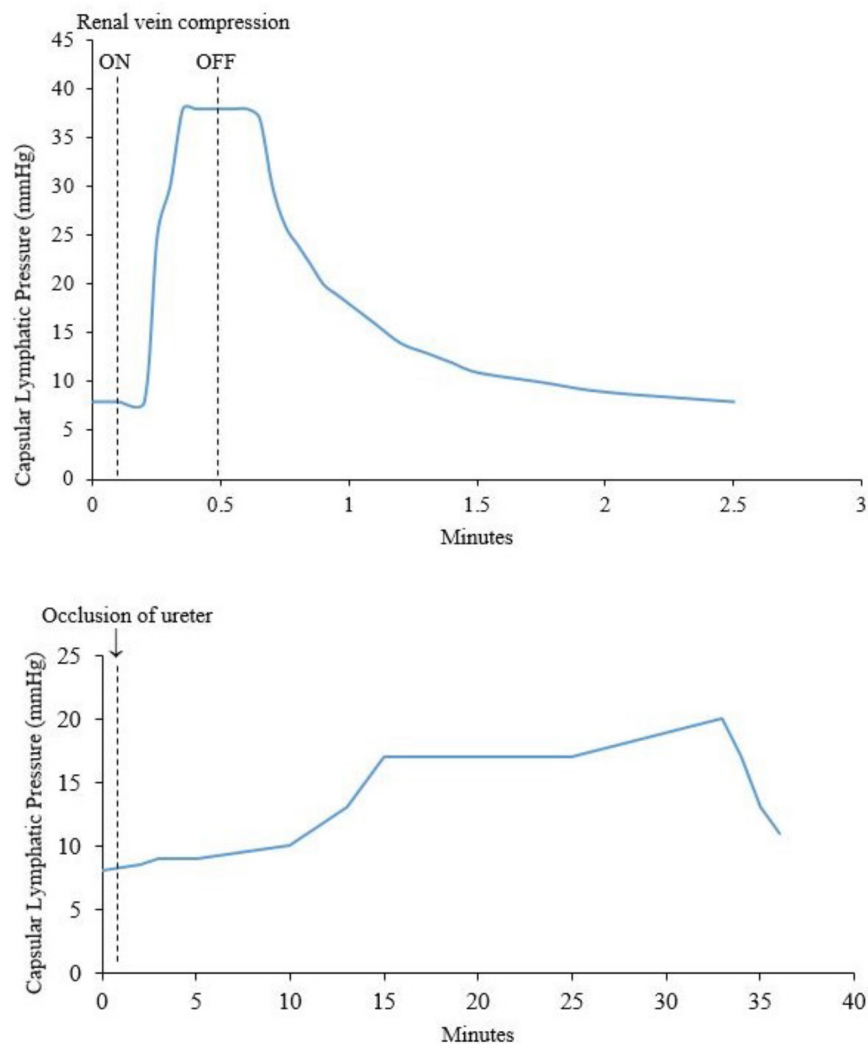 Renal vein compression
ON OFF
Capsular Lymphatic Pressure (mmHg)
45
40
35
30
25
20
15
10
5
0
0 0.5 1 1.5 2 2.5 3
Minutes
Occlusion of ureter
Capsular Lymphatic Pressure (mmHg)
25
20
15
10
5
0
0 5 10 15 20 25 30 35 40
Minutes